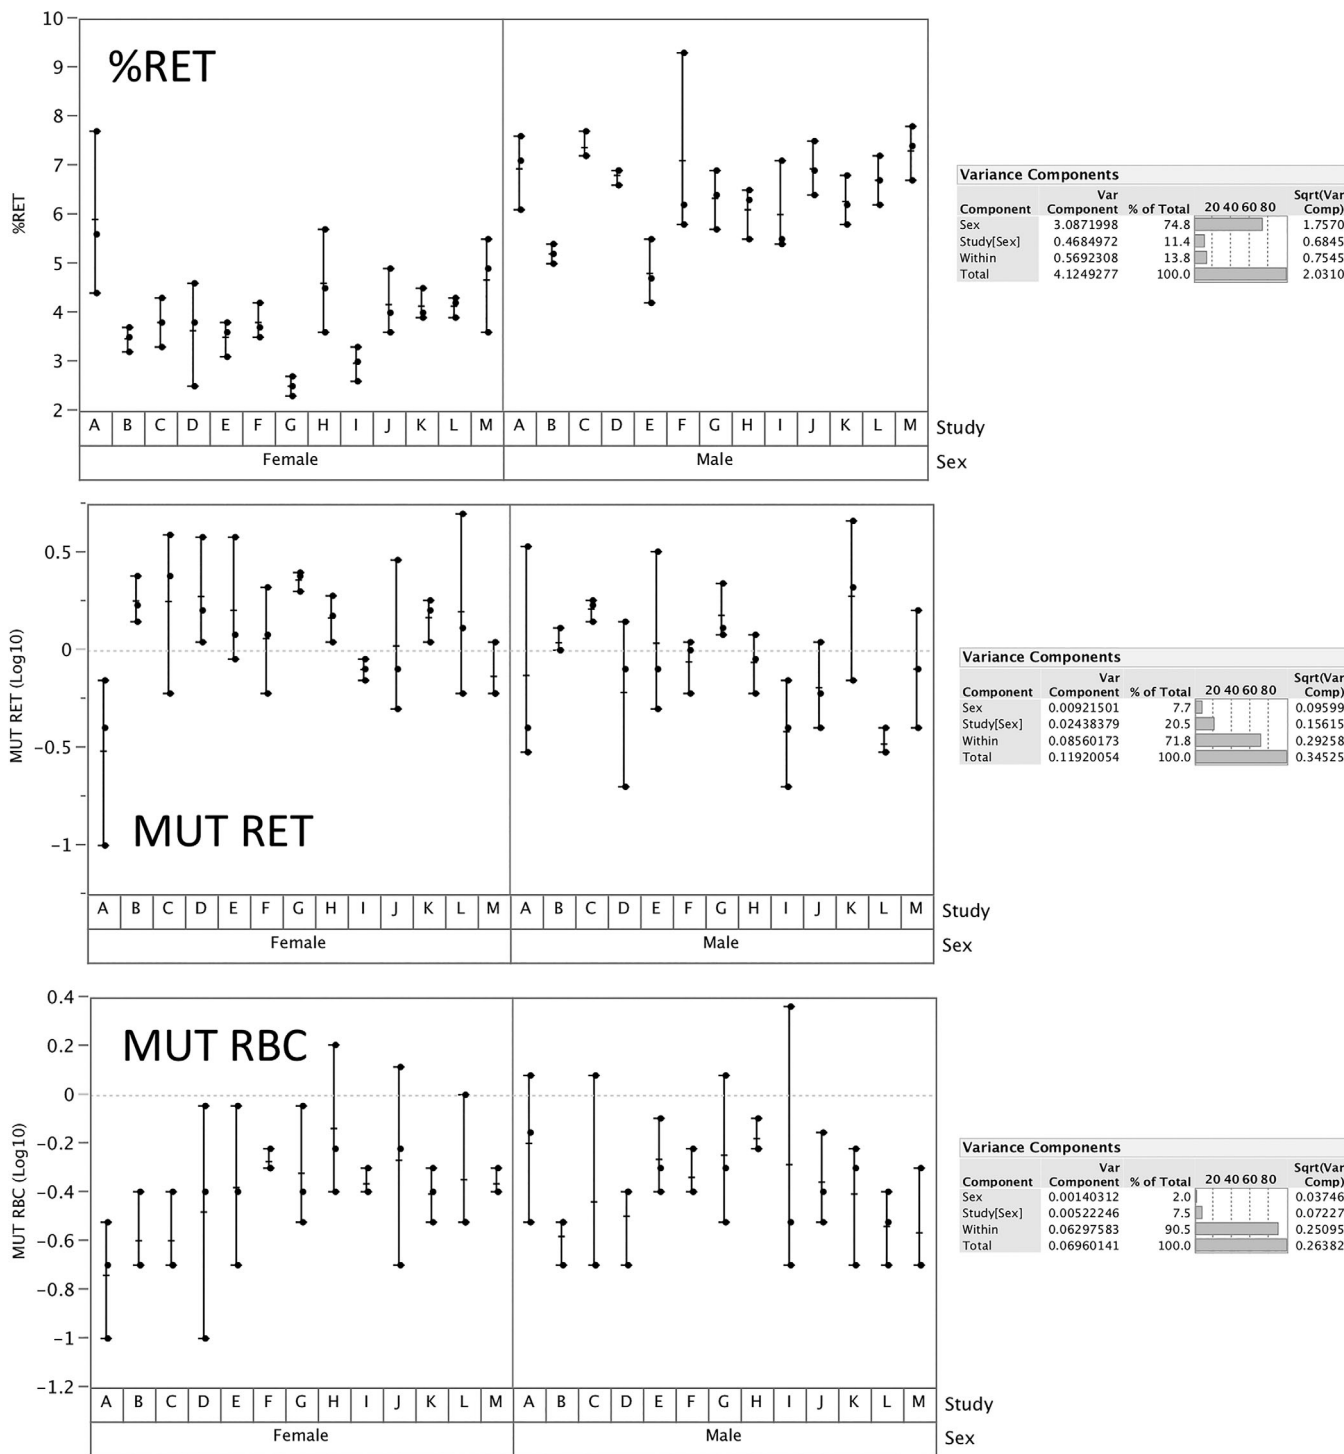 10
%RET
9
8
7
6
5
4
3
2
%RET
A B C D E F G H I J K L M A B C D E F G H I J K L M Study
Female Male Sex
Variance Components
Var Sqrt(Var
Component Component % of Total 20 40 60 80 Comp)
Sex 3.0871998 74.8 1.7570
Study[Sex] 0.4684972 11.4 0.6845
Within 0.5692308 13.8 0.7545
Total 4.1249277 100.0 2.0310
0.5
0
−0.5
−1
MUT RET (Log10)
MUT RET
A B C D E F G H I J K L M A B C D E F G H I J K L M Study
Female Male Sex
Variance Components
Var Sqrt(Var
Component Component % of Total 20 40 60 80 Comp)
Sex 0.00921501 7.7 0.09599
Study[Sex] 0.02438379 20.5 0.15615
Within 0.08560173 71.8 0.29258
Total 0.11920054 100.0 0.34525
0.4
MUT RBC
0.2
0
−0.2
−0.4
−0.6
−0.8
−1
−1.2
MUT RBC (Log10)
A B C D E F G H I J K L M A B C D E F G H I J K L M Study
Female Male Sex
Variance Components
Var Sqrt(Var
Component Component % of Total 20 40 60 80 Comp)
Sex 0.00140312 2.0 0.03746
Study[Sex] 0.00522246 7.5 0.07227
Within 0.06297583 90.5 0.25095
Total 0.06960141 100.0 0.26382